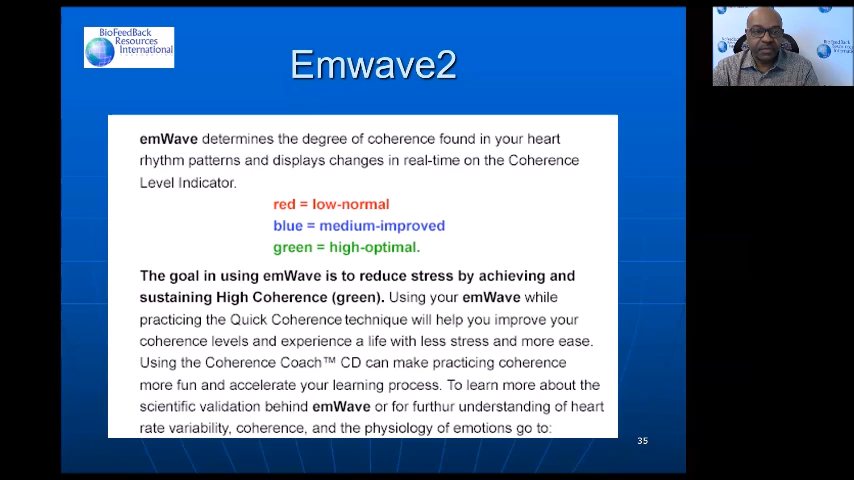 BioFeedBack
Resources
International
Emwave2
emWave determines the degree of coherence found in your heart
rhythm patterns and displays changes in real-time on the Coherence
Level Indicator.
red = low-normal
blue = medium-improved
green = high-optimal.
The goal in using emWave is to reduce stress by achieving and
sustaining High Coherence (green). Using your emWave while
practicing the Quick Coherence technique will help you improve your
coherence levels and experience a life with less stress and more ease.
Using the Coherence Coach™ CD can make practicing coherence
more fun and accelerate your learning process. To learn more about the
scientific validation behind emWave or for furthur understanding of heart
rate variability, coherence, and the physiology of emotions go to:
35